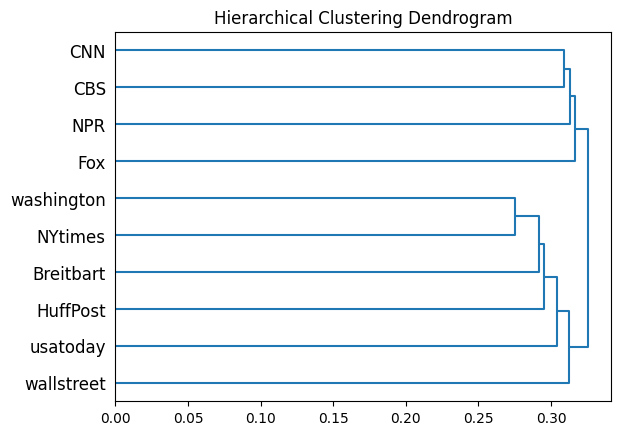 Hierarchical Clustering Dendrogram
CNN
CBS
NPR
Fox
washington
NYtimes
Breitbart
HuffPost
usatoday
wallstreet
0.00 0.05 0.10 0.15 0.20 0.25 0.30